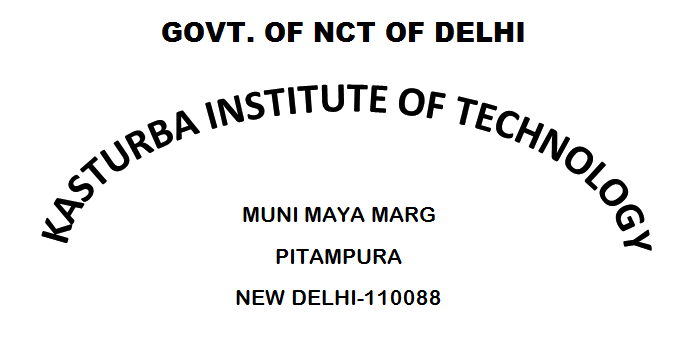 GOVT. OF NCT OF DELHI
KASTURBA INSTITUTE OF TECHNOLOGY
MUNI MAYA MARG
PITAMPURA
NEW DELHI-110088